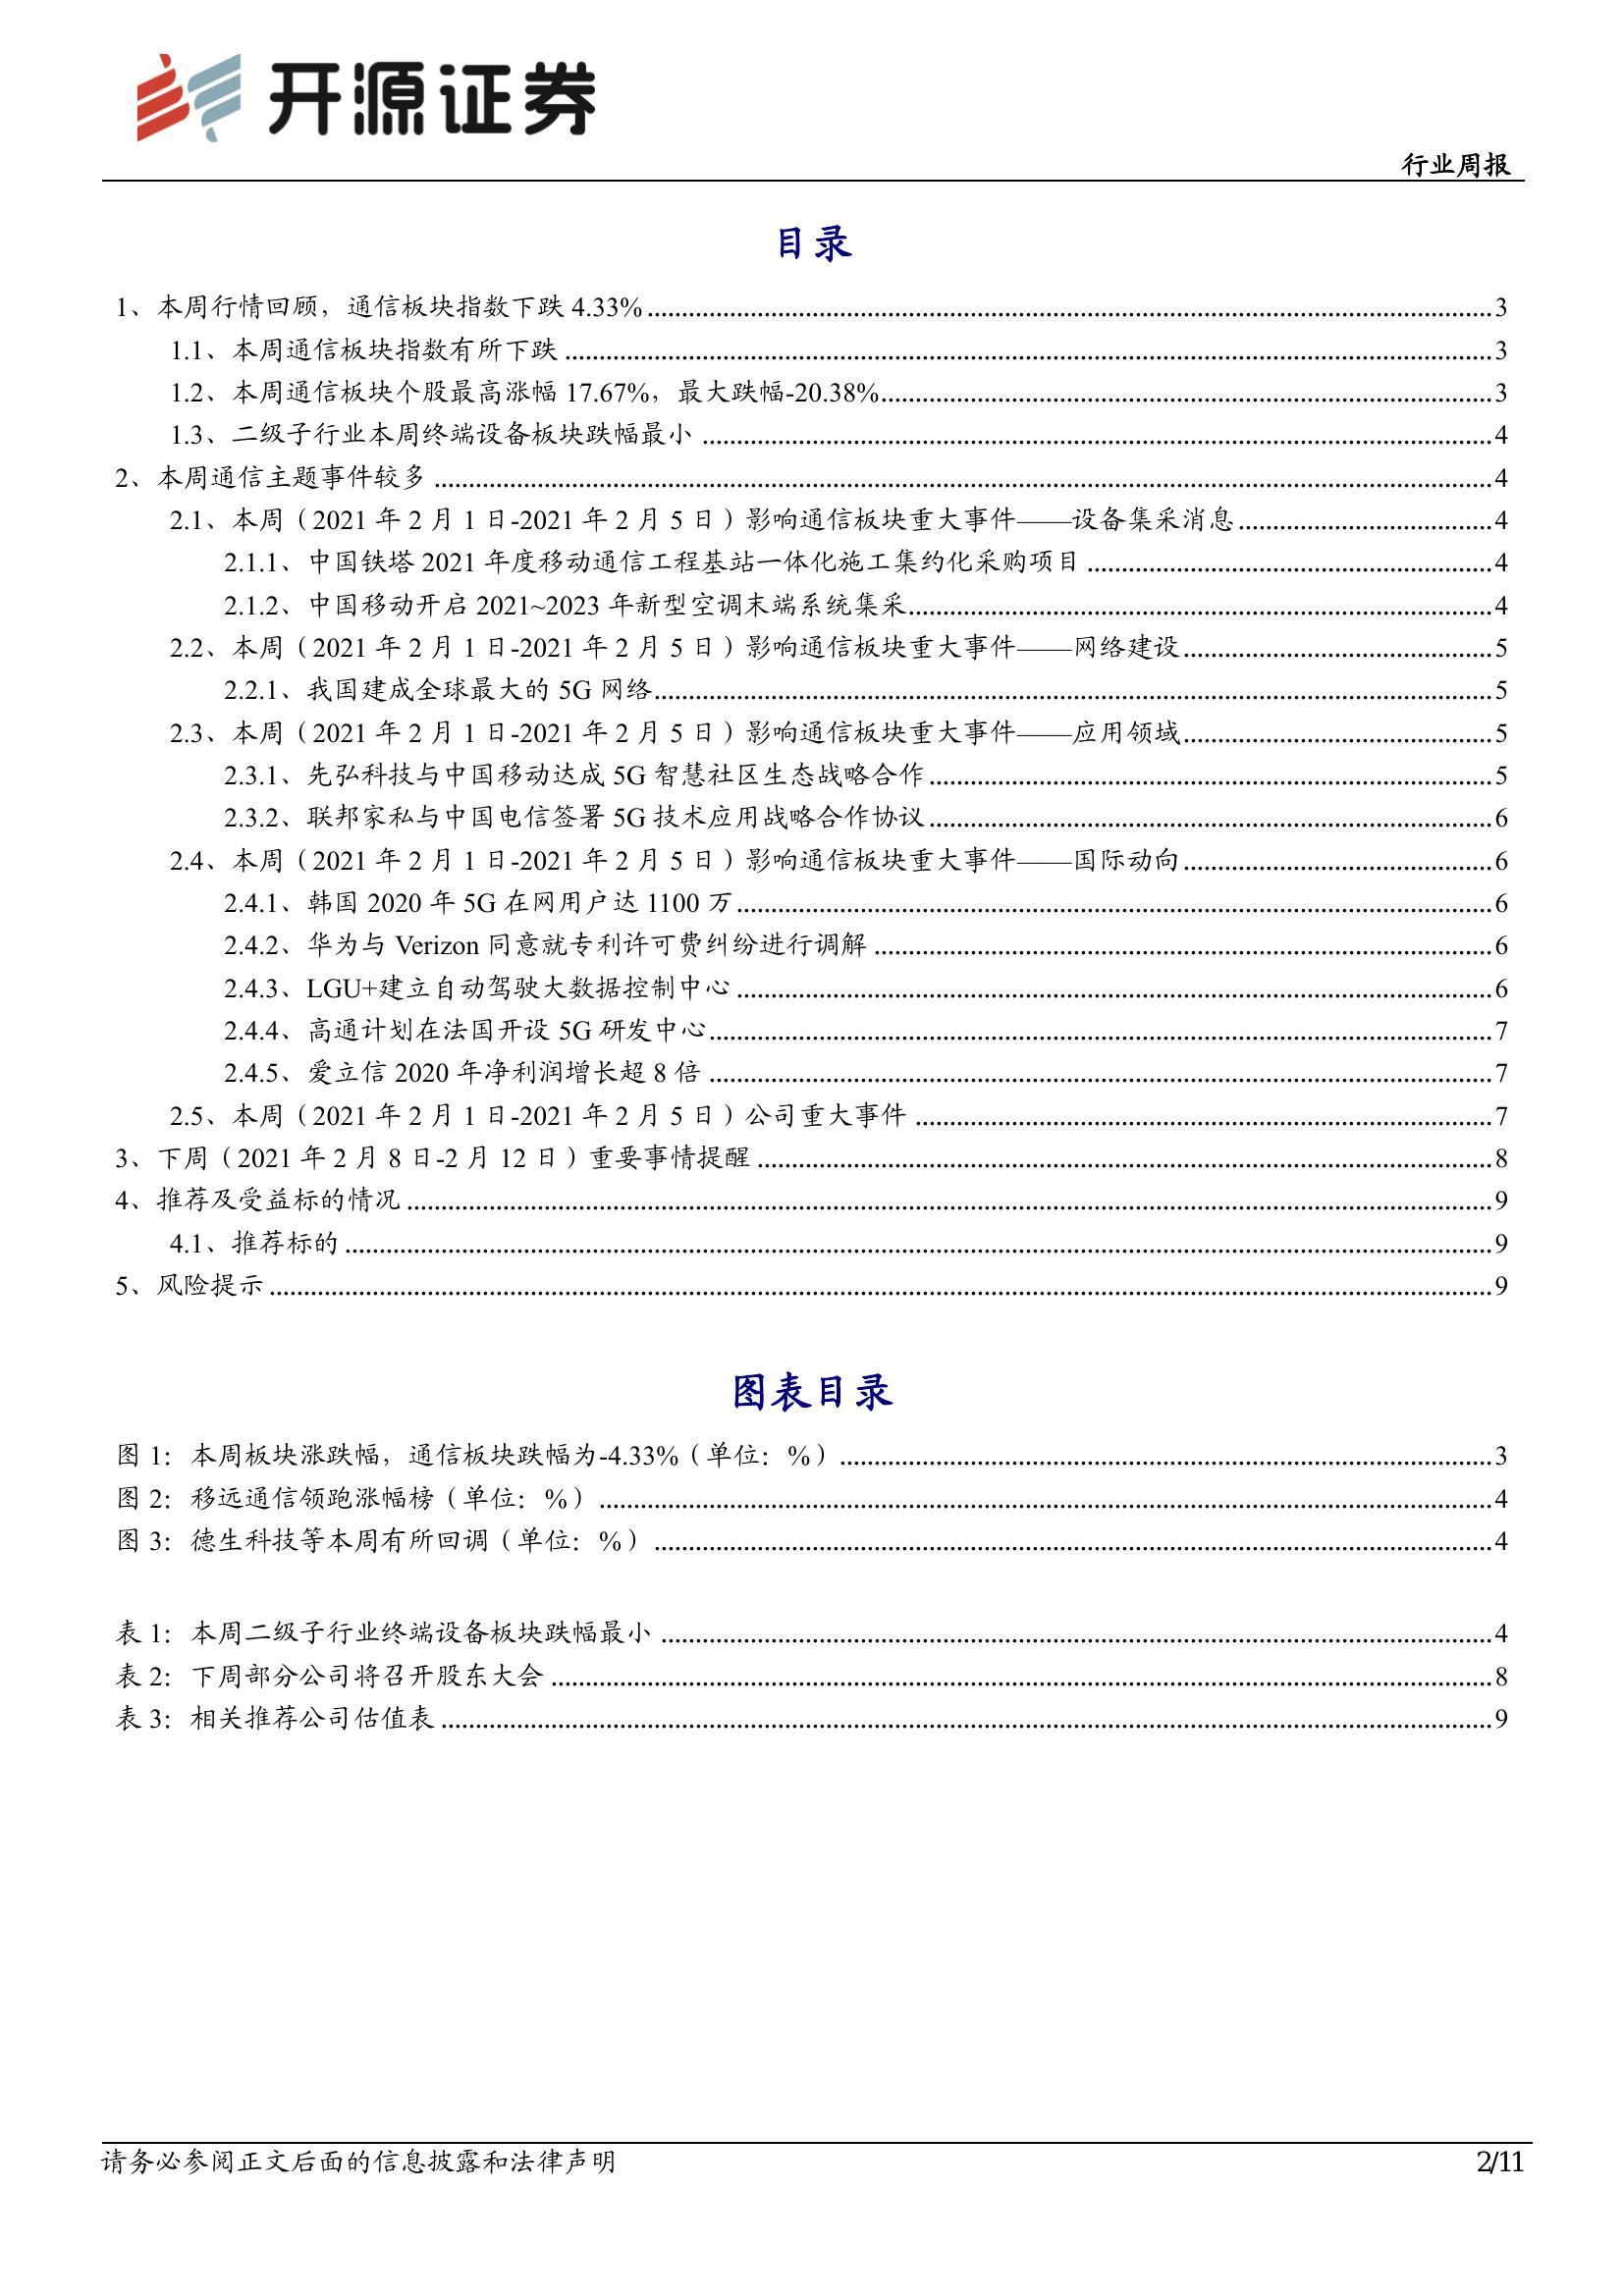 开源证券
行业周报
目录
1、本周行情回顾，通信板块指数下跌 4.33% ........ 3
1.1、本周通信板块指数有所下跌 ........ 3
1.2、本周通信板块个股最高涨幅 17.67%，最大跌幅-20.38% ........ 3
1.3、二级子行业本周终端设备板块跌幅最小 ........ 4
2、本周通信主题事件较多 ........ 4
2.1、本周（2021 年 2 月 1 日-2021 年 2 月 5 日）影响通信板块重大事件——设备集采消息 ........ 4
2.1.1、中国铁塔 2021 年度移动通信工程基站一体化施工集约化采购项目 ........ 4
2.1.2、中国移动开启 2021~2023 年新型空调末端系统集采 ........ 4
2.2、本周（2021 年 2 月 1 日-2021 年 2 月 5 日）影响通信板块重大事件——网络建设 ........ 5
2.2.1、我国建成全球最大的 5G 网络 ........ 5
2.3、本周（2021 年 2 月 1 日-2021 年 2 月 5 日）影响通信板块重大事件——应用领域 ........ 5
2.3.1、先弘科技与中国移动达成 5G 智慧社区生态战略合作 ........ 5
2.3.2、联邦家私与中国电信签署 5G 技术应用战略合作协议 ........ 6
2.4、本周（2021 年 2 月 1 日-2021 年 2 月 5 日）影响通信板块重大事件——国际动向 ........ 6
2.4.1、韩国 2020 年 5G 在网用户达 1100 万 ........ 6
2.4.2、华为与 Verizon 同意就专利许可费纠纷进行调解 ........ 6
2.4.3、LGU+建立自动驾驶大数据控制中心 ........ 6
2.4.4、高通计划在法国开设 5G 研发中心 ........ 7
2.4.5、爱立信 2020 年净利润增长超 8 倍 ........ 7
2.5、本周（2021 年 2 月 1 日-2021 年 2 月 5 日）公司重大事件 ........ 7
3、下周（2021 年 2 月 8 日-2 月 12 日）重要事情提醒 ........ 8
4、推荐及受益标的情况 ........ 9
4.1、推荐标的 ........ 9
5、风险提示 ........ 9
图表目录
图 1：本周板块涨跌幅，通信板块跌幅为-4.33%（单位：%） ........ 3
图 2：移远通信领跑涨幅榜（单位：%） ........ 4
图 3：德生科技等本周有所回调（单位：%） ........ 4
表 1：本周二级子行业终端设备板块跌幅最小 ........ 4
表 2：下周部分公司将召开股东大会 ........ 8
表 3：相关推荐公司估值表 ........ 9
请务必参阅正文后面的信息披露和法律声明
2/11